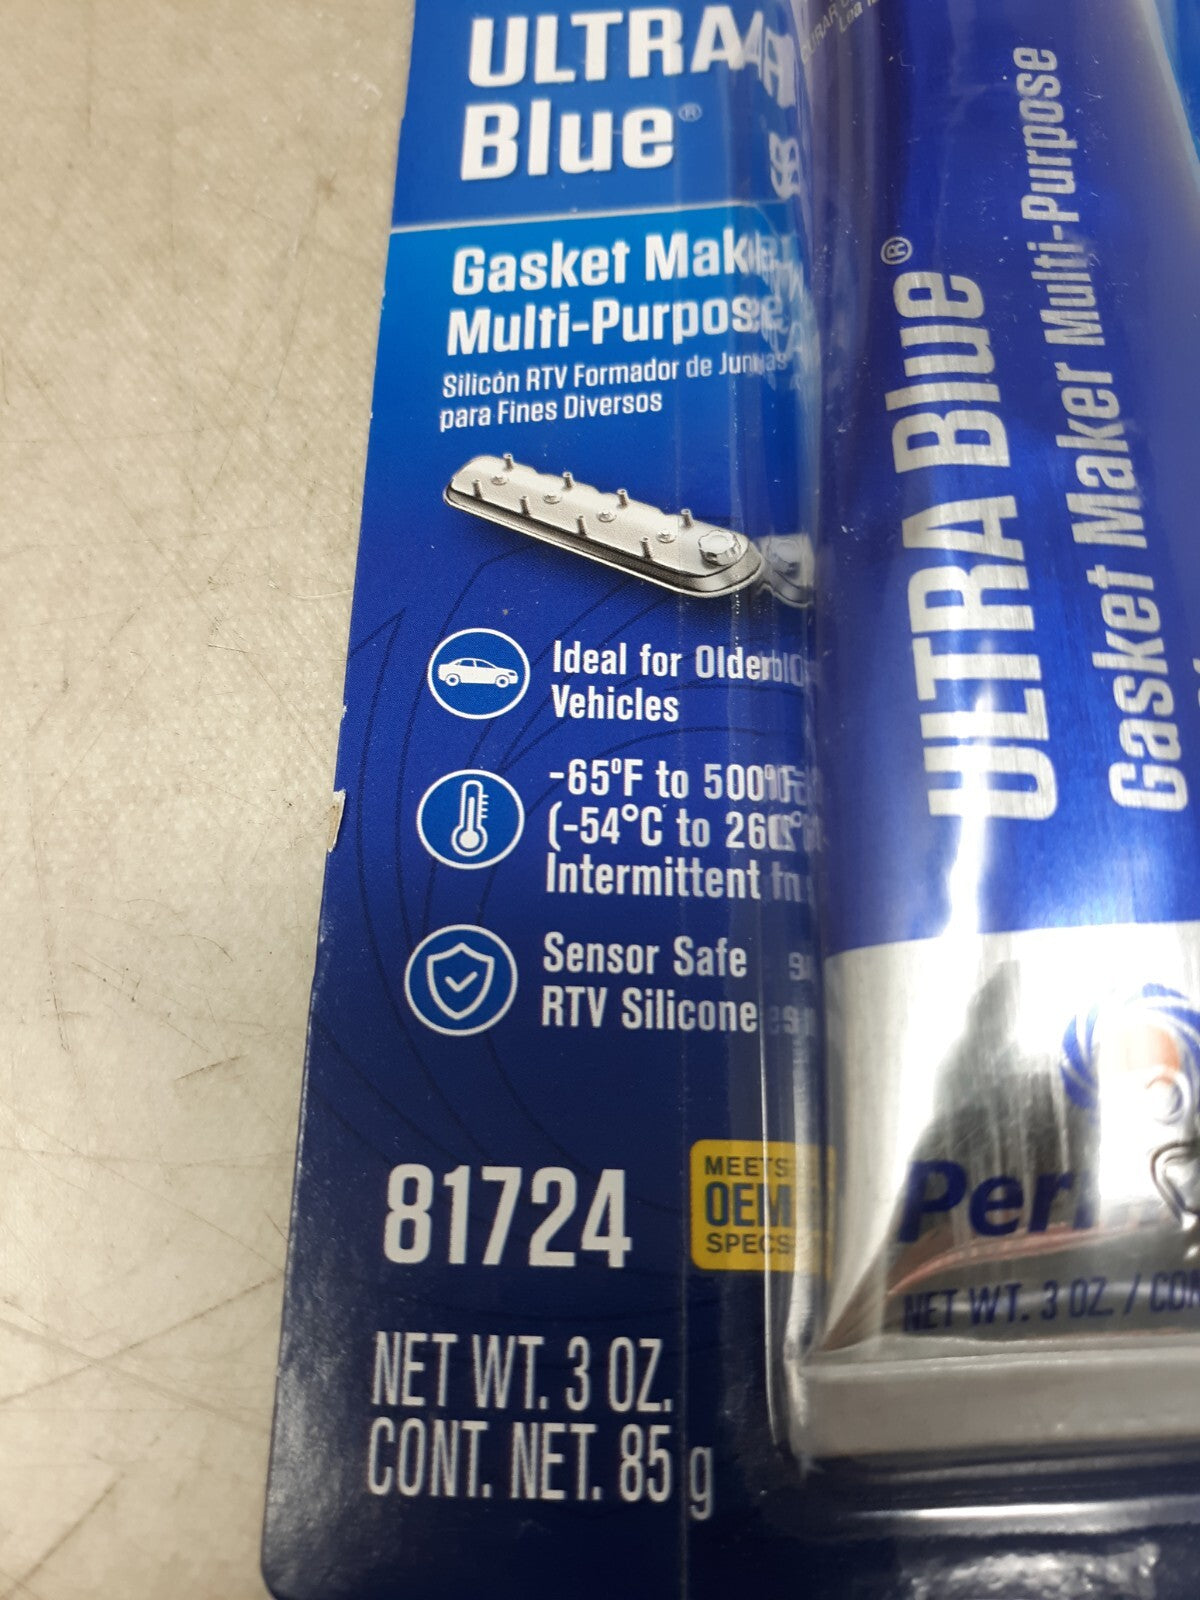 ULTRA
Blue®
Gasket Mak
Multi-Purpose
Silicón RTV Formador de Juntas
para Fines Diversos
Ideal for Older
Vehicles
-65°F to 500°F
(-54°C to 260°C
Intermittent
Sensor Safe
RTV Silicone
81724
MEETS
OEM
SPECS
NET WT. 3 OZ.
CONT. NET. 85 g
ULTRA Blue®
Gasket Maker Multi-Purpose
Per
NET WT. 3 OZ. / CON